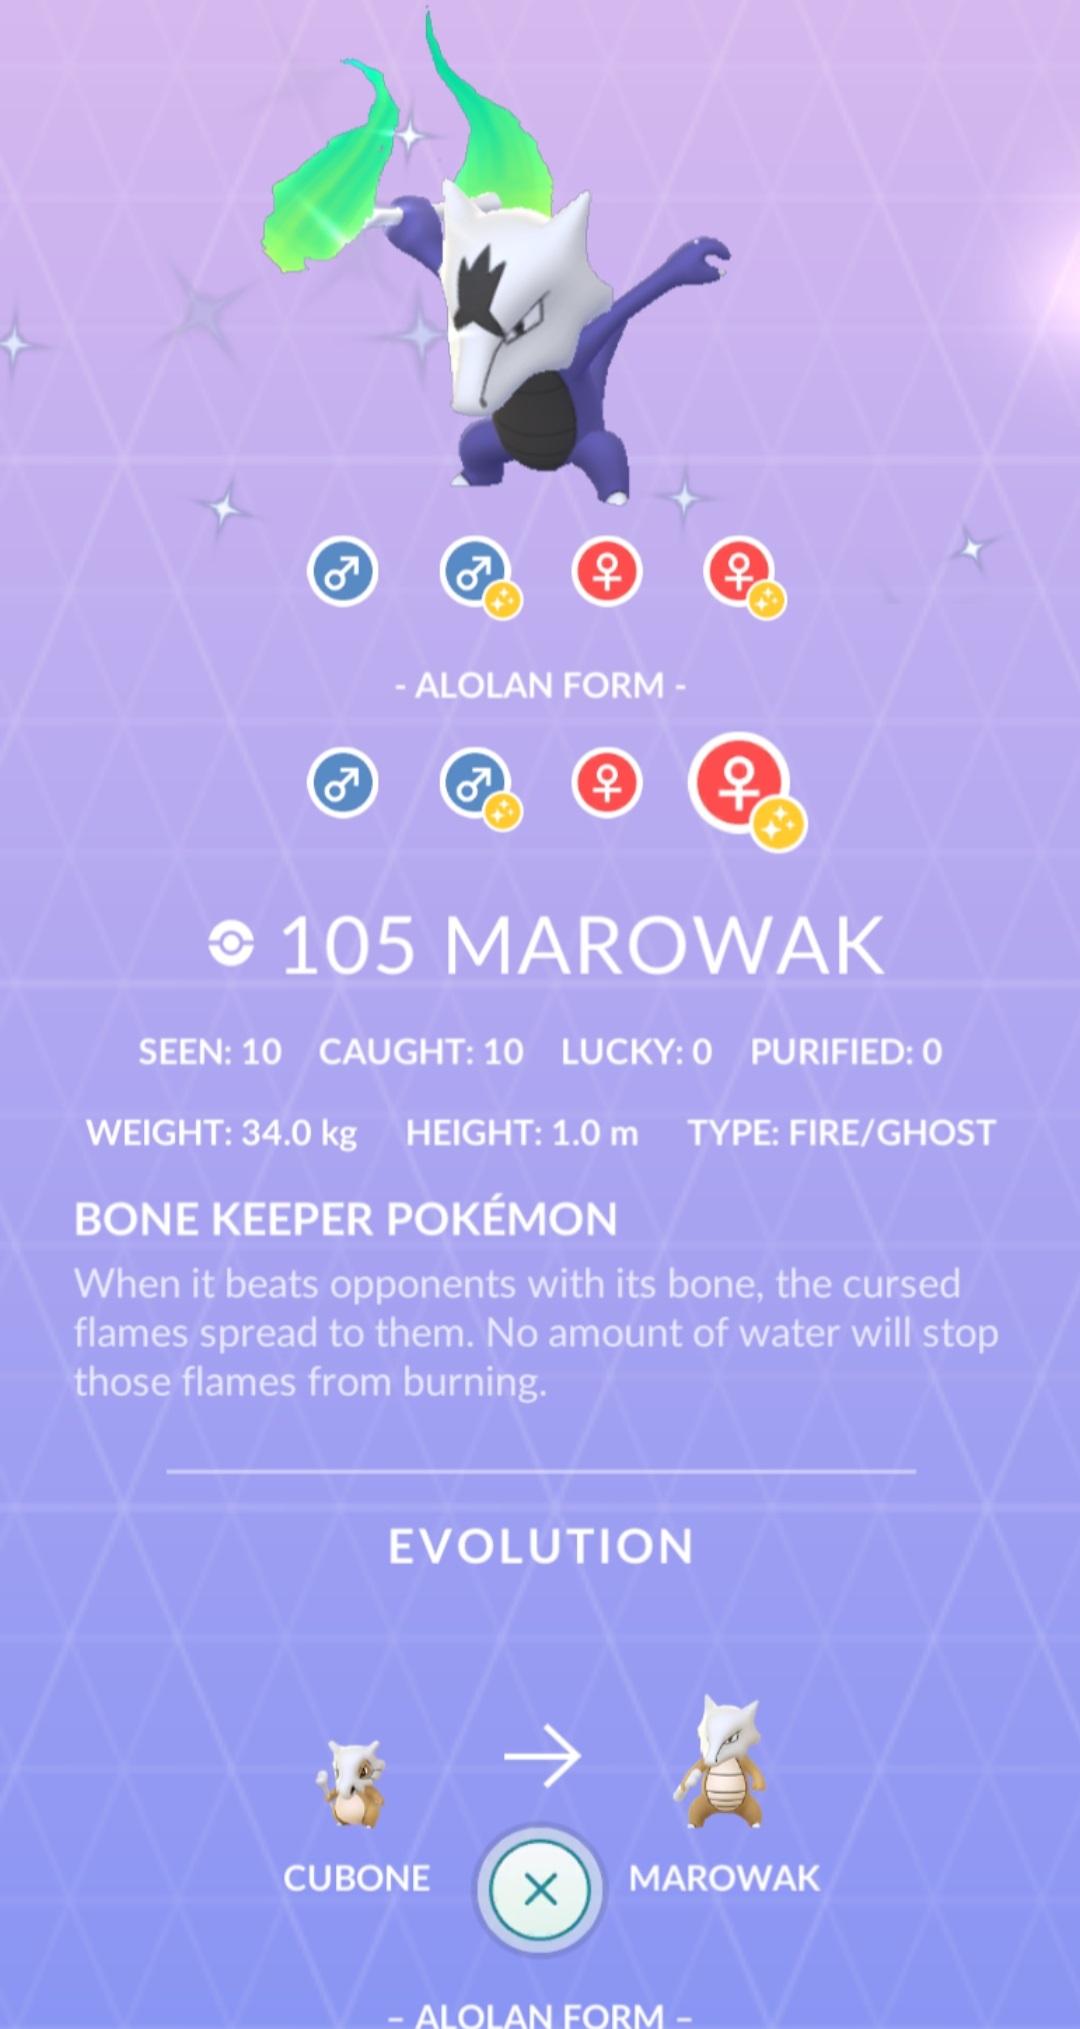 - ALOLAN FORM -
105 MAROWAK
SEEN: 10 CAUGHT: 10 LUCKY: 0 PURIFIED: 0
WEIGHT: 34.0 kg HEIGHT: 1.0 m TYPE: FIRE/GHOST
BONE KEEPER POKÉMON
When it beats opponents with its bone, the cursed
flames spread to them. No amount of water will stop
those flames from burning.
EVOLUTION
CUBONE MAROWAK
– ALOLAN FORM –